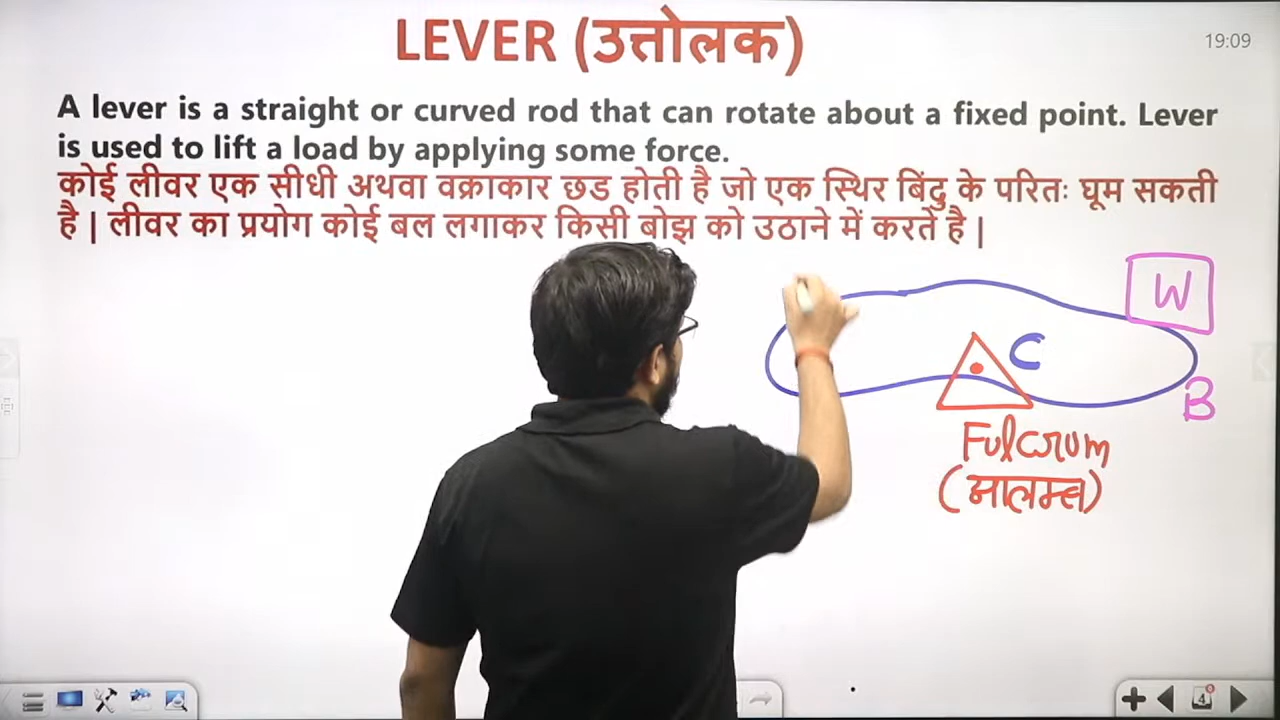 LEVER (उत्तोलक)
19:09
A lever is a straight or curved rod that can rotate about a fixed point. Lever
is used to lift a load by applying some force.
कोई लीवर एक सीधी अथवा वक्राकार छड होती है जो एक स्थिर बिंदु के परितः घूम सकती
है | लीवर का प्रयोग कोई बल लगाकर किसी बोझ को उठाने में करते है |
W
C
B
Fulcrum
(आलम्ब)
4